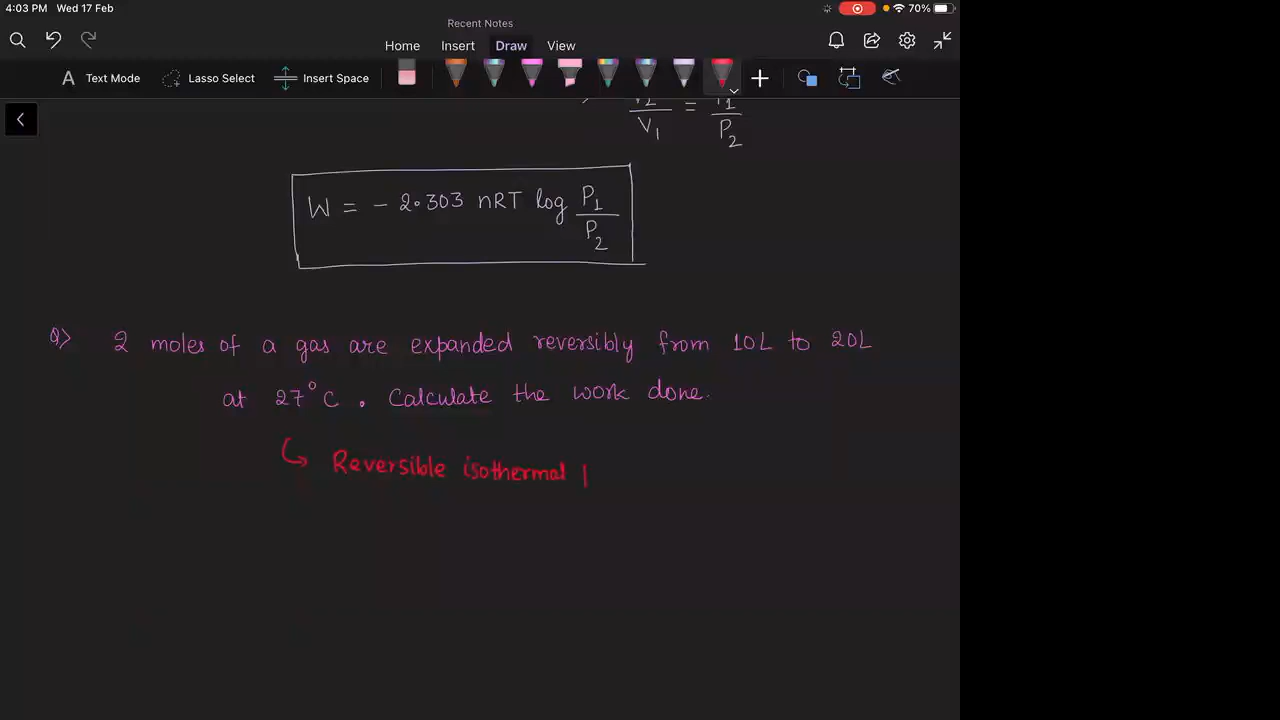 4:03 PM Wed 17 Feb
70%
Recent Notes
Home Insert Draw View
A Text Mode Lasso Select Insert Space
V1 = P2
W = - 2.303 nRT log P1
P2
Q> 2 moles of a gas are expanded reversibly from 10L to 20L
at 27°C. Calculate the work done.
Reversible isothermal